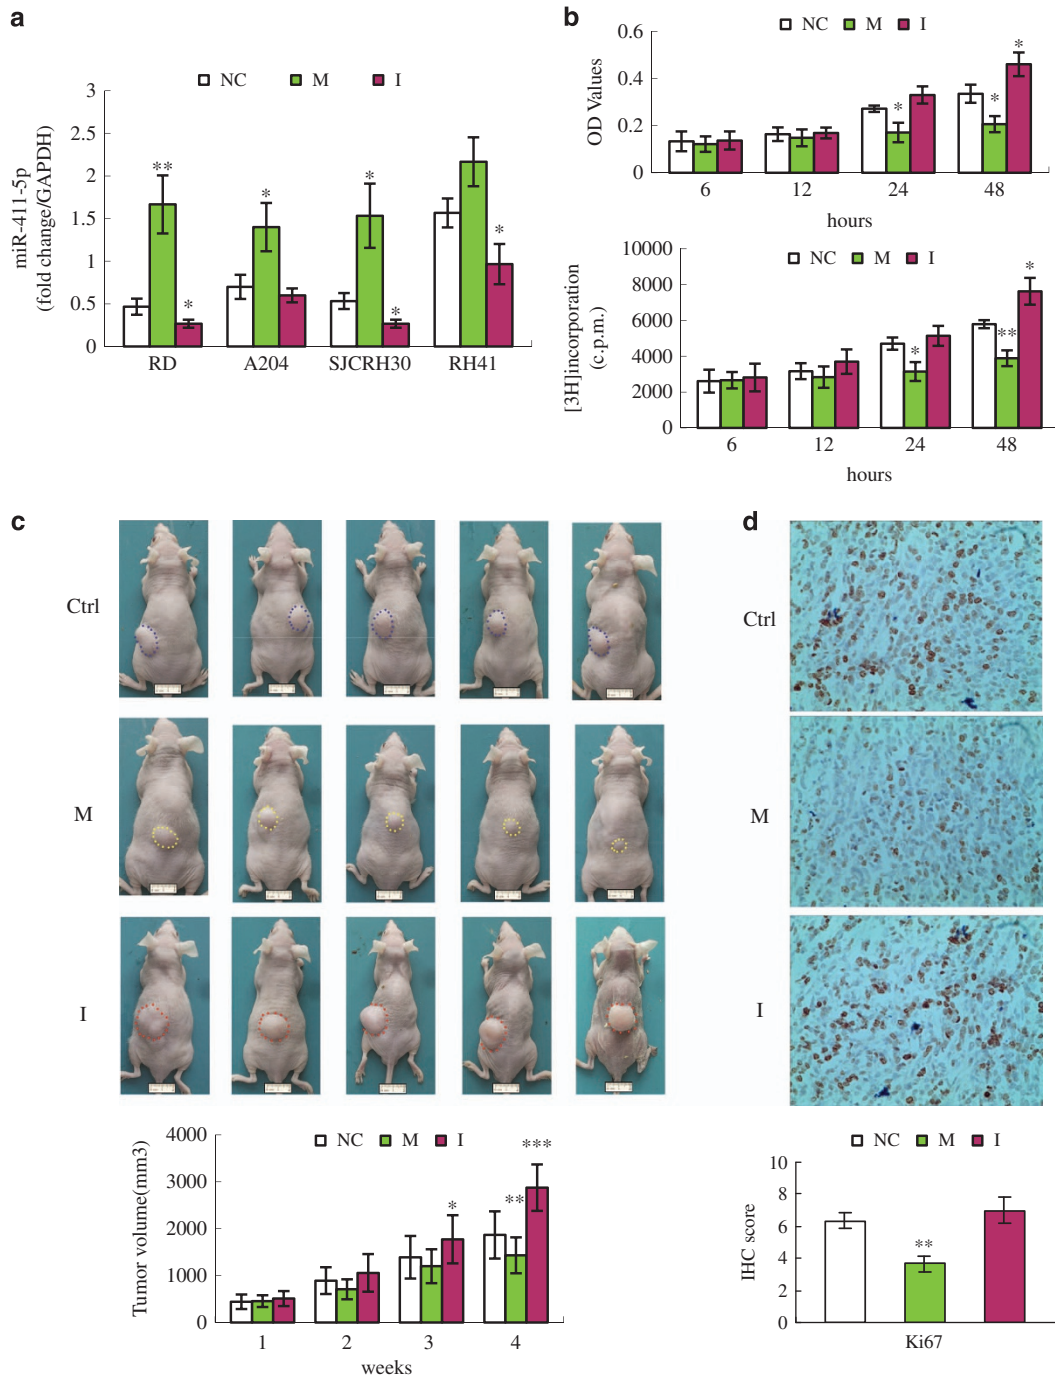 a
NC M I
miR-411-5p
(fold change/GAPDH)
3
2.5
2
1.5
1
0.5
0
** * * * * *
RD A204 SJCRH30 RH41
b
NC M I
OD Values
0.6
0.4
0.2
0
* * *
6 12 24 48
hours
NC M I
[3H]incorporation
(c.p.m.)
10000
8000
6000
4000
2000
0
* ** *
6 12 24 48
hours
c
Ctrl
M
I
NC M I
Tumor volume(mm3)
4000
3000
2000
1000
0
* ** ***
1 2 3 4
weeks
d
Ctrl
M
I
NC M I
IHC score
10
8
6
4
2
0
**
Ki67